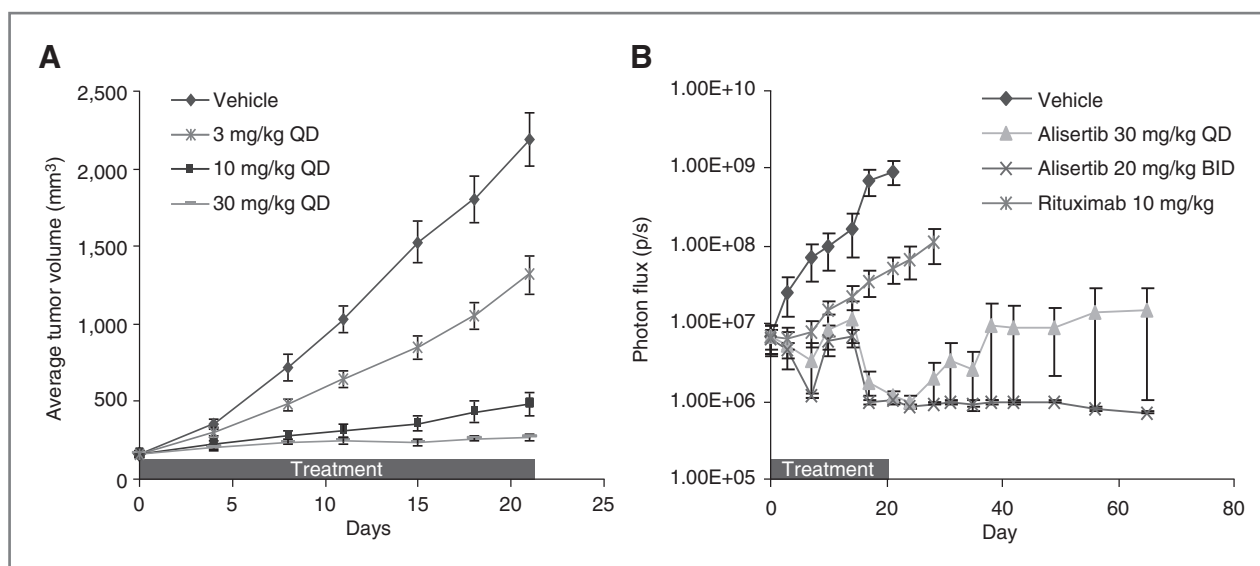 A
Average tumor volume (mm³)
2,500
2,000
1,500
1,000
500
0
Vehicle
3 mg/kg QD
10 mg/kg QD
30 mg/kg QD
Treatment
0 5 10 15 20 25
Days
B
Photon flux (p/s)
1.00E+10
1.00E+09
1.00E+08
1.00E+07
1.00E+06
1.00E+05
Vehicle
Alisertib 30 mg/kg QD
Alisertib 20 mg/kg BID
Rituximab 10 mg/kg
Treatment
0 20 40 60 80
Day